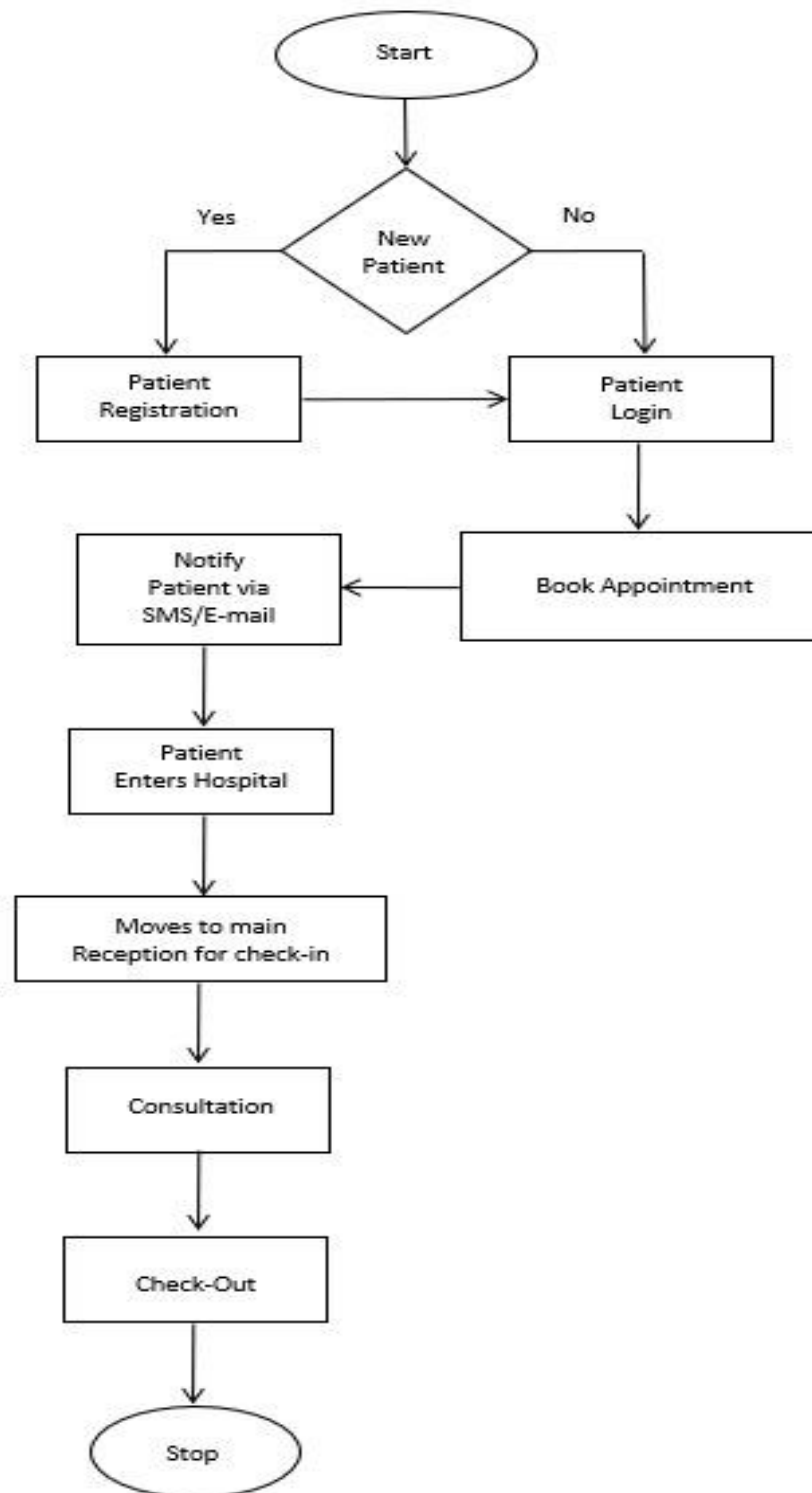 Start
Yes
No
New
Patient
Patient
Registration
Patient
Login
Notify
Patient via
SMS/E-mail
Book Appointment
Patient
Enters Hospital
Moves to main
Reception for check-in
Consultation
Check-Out
Stop